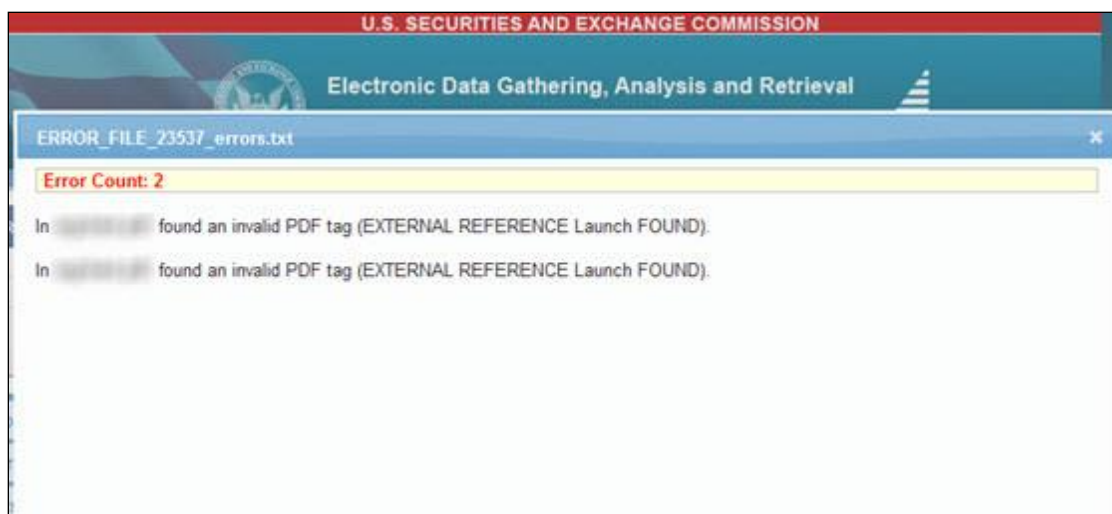 U.S. SECURITIES AND EXCHANGE COMMISSION
Electronic Data Gathering, Analysis and Retrieval
ERROR_FILE_23537_errors.txt
Error Count: 2
In found an invalid PDF tag (EXTERNAL REFERENCE Launch FOUND).
In found an invalid PDF tag (EXTERNAL REFERENCE Launch FOUND).